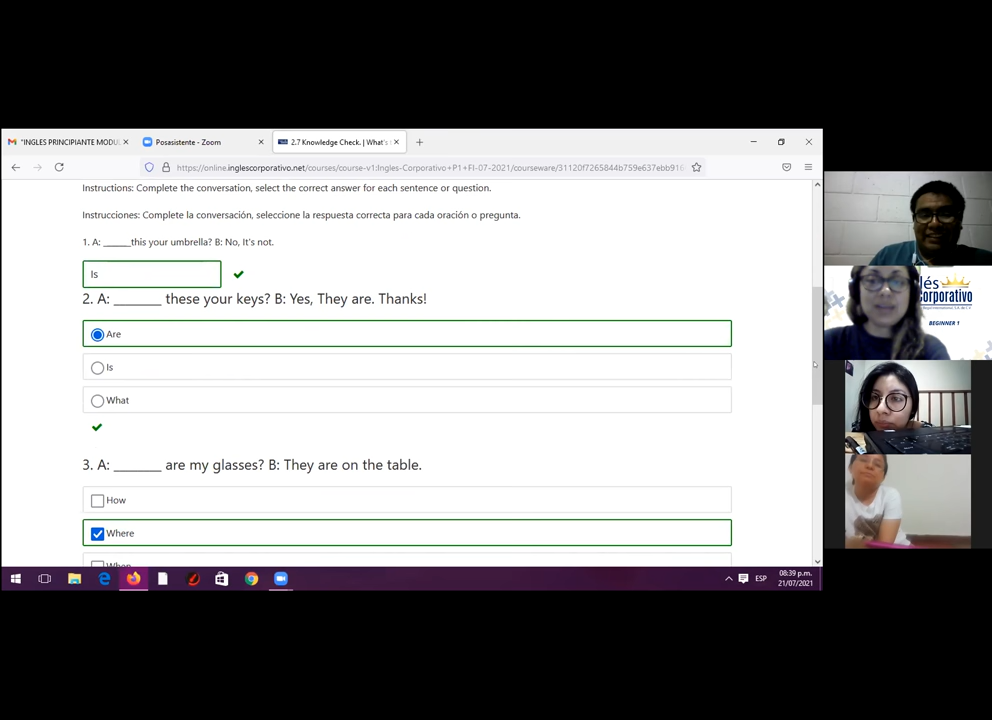 "INGLES PRINCIPIANTE MODU
Posasistente - Zoom
2.7 Knowledge Check. | What's
https://online.inglescorporativo.net/courses/course-v1:Ingles-Corporativo+P1+FI-07-2021/courseware/31120f7265844b759e637ebb916
Instructions: Complete the conversation, select the correct answer for each sentence or question.
Instrucciones: Complete la conversación, seleccione la respuesta correcta para cada oración o pregunta.
1. A: ______this your umbrella? B: No, It's not.
Is
2. A: _______ these your keys? B: Yes, They are. Thanks!
Are
Is
What
3. A: _______ are my glasses? B: They are on the table.
How
Where
When
ESP
08:39 p.m.
21/07/2021
lés
corporativo
BEGINNER 1